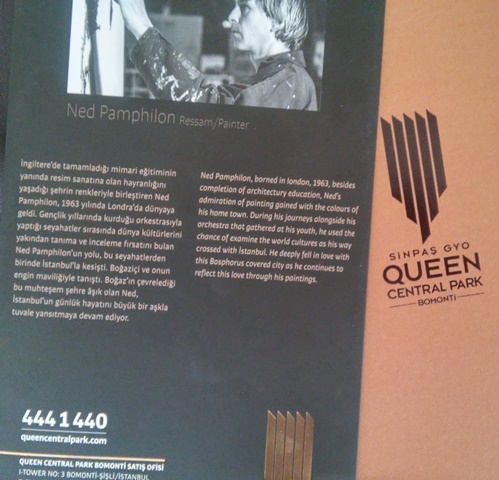 Ned Pamphilon Ressam/Painter
İngiltere'de tamamladığı mimari eğitiminin
yanında resim sanatına olan hayranlığını
yaşadığı şehrin renkleriyle birleştiren Ned
Pamphilon, 1963 yılında Londra'da dünyaya
geldi. Gençlik yıllarında kurduğu orkestrasıyla
yaptığı seyahatler sırasında dünya kültürlerini
yakından tanıma ve inceleme fırsatını bulan
Ned Pamphilon'un yolu, bu seyahatlerden
birinde İstanbul'la kesişti. Boğaziçi ve onun
engin maviliğiyle tanıştı. Boğaz'ın çevrelediği
bu muhteşem şehre âşık olan Ned,
İstanbul'un günlük hayatını büyük bir aşkla
tuvale yansıtmaya devam ediyor.
Ned Pamphilon, borned in london, 1963, besides
completion of architectury education, Ned's
admiration of painting gained with the colours of
his home town. During his journeys alongside his
orchestra that gathered at his youth, he used the
chance of examine the world cultures as his way
crossed with İstanbul. He deeply fell in love with
this Bosphorus covered city as he continues to
reflect this love through his paintings.
SINPAŞ GYO
QUEEN
CENTRAL PARK
BOMONTİ
444 1 440
queencentralpark.com
QUEEN CENTRAL PARK BOMONTİ SATIŞ OFİSİ
I-TOWER NO: 3 BOMONTİ-ŞİŞLİ/İSTANBUL